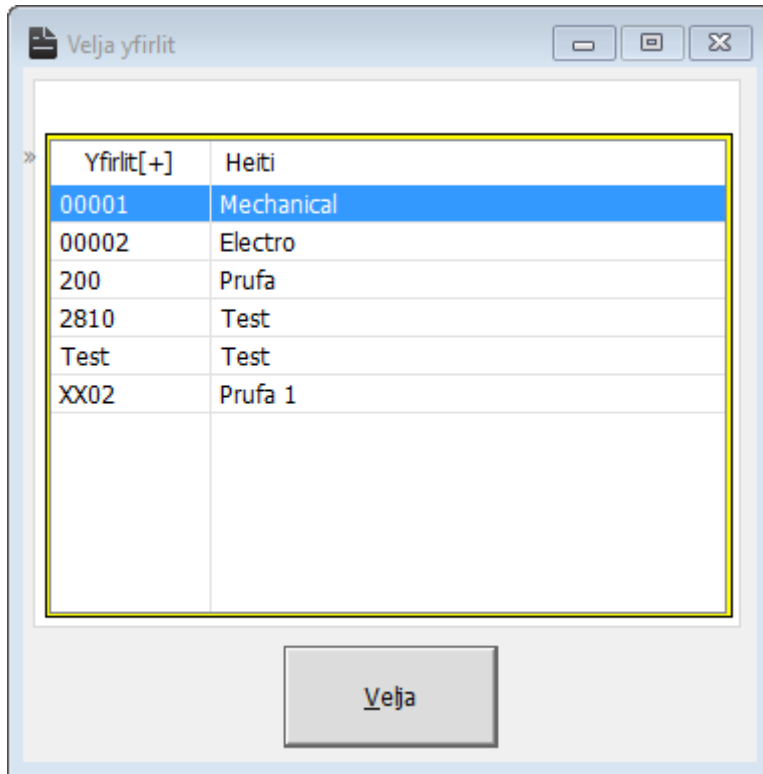 Velja yfirlit
»
Yfirlit[+] Heiti
00001 Mechanical
00002 Electro
200 Prufa
2810 Test
Test Test
XX02 Prufa 1
Velja